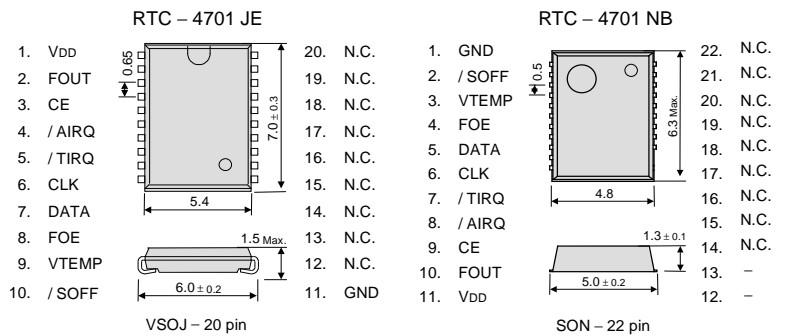 RTC – 4701 JE
1. VDD
2. FOUT
3. CE
4. / AIRQ
5. / TIRQ
6. CLK
7. DATA
8. FOE
9. VTEMP
10. / SOFF
0.65
7.0 ± 0.3
5.4
1.5 Max.
6.0 ± 0.2
20. N.C.
19. N.C.
18. N.C.
17. N.C.
16. N.C.
15. N.C.
14. N.C.
13. N.C.
12. N.C.
11. GND
VSOJ – 20 pin
RTC – 4701 NB
1. GND
2. / SOFF
3. VTEMP
4. FOE
5. DATA
6. CLK
7. / TIRQ
8. / AIRQ
9. CE
10. FOUT
11. VDD
0.5
6.3 Max.
4.8
1.3 ± 0.1
5.0 ± 0.2
22. N.C.
21. N.C.
20. N.C.
19. N.C.
18. N.C.
17. N.C.
16. N.C.
15. N.C.
14. N.C.
13. –
12. –
SON – 22 pin